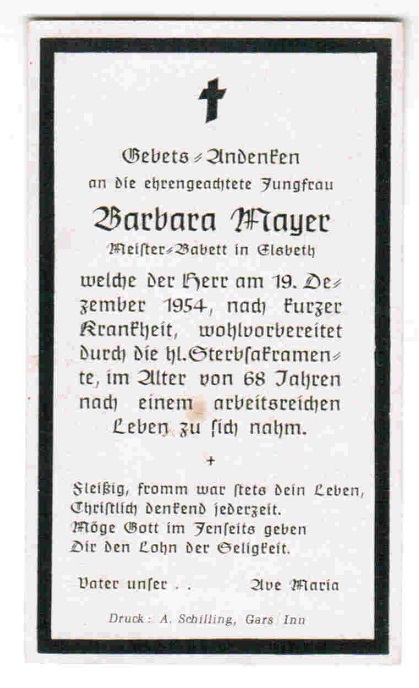 Gebets-Andenken
an die ehrengeachtete Jungfrau
Barbara Mayer
Meister-Babett in Elsbeth
welche der Herr am 19. De-
zember 1954, nach kurzer
Krankheit, wohlvorbereitet
durch die hl. Sterbsakramen-
te, im Alter von 68 Jahren
nach einem arbeitsreichen
Leben zu sich nahm.
Fleißig, fromm war stets dein Leben,
Christlich denkend jederzeit.
Möge Gott im Jenseits geben
Dir den Lohn der Seligkeit.
Vater unser . . Ave Maria
Druck: A. Schilling, Gars/Inn